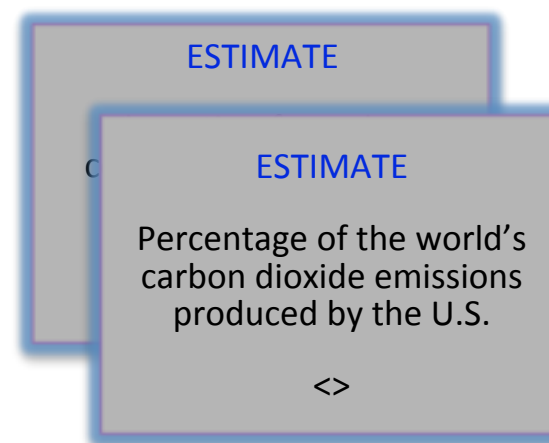 ESTIMATE
ESTIMATE
Percentage of the world’s
carbon dioxide emissions
produced by the U.S.
<>